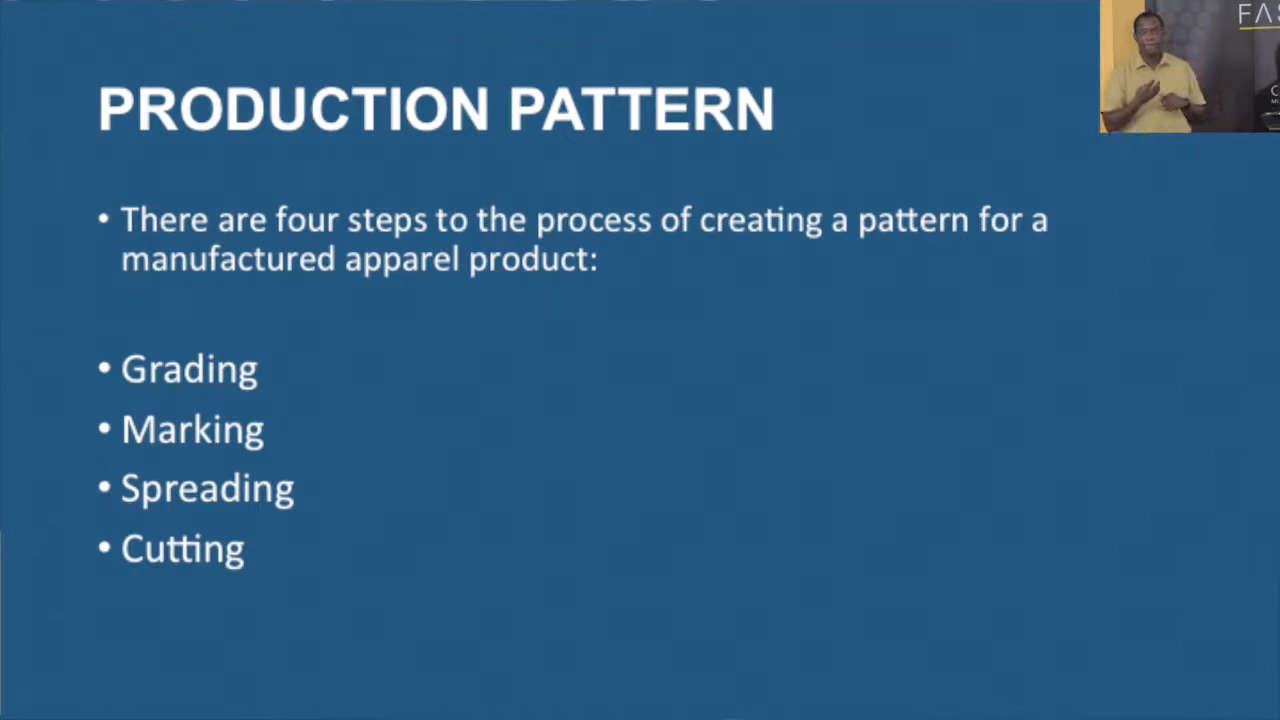 PRODUCTION PATTERN
• There are four steps to the process of creating a pattern for a
manufactured apparel product:
• Grading
• Marking
• Spreading
• Cutting